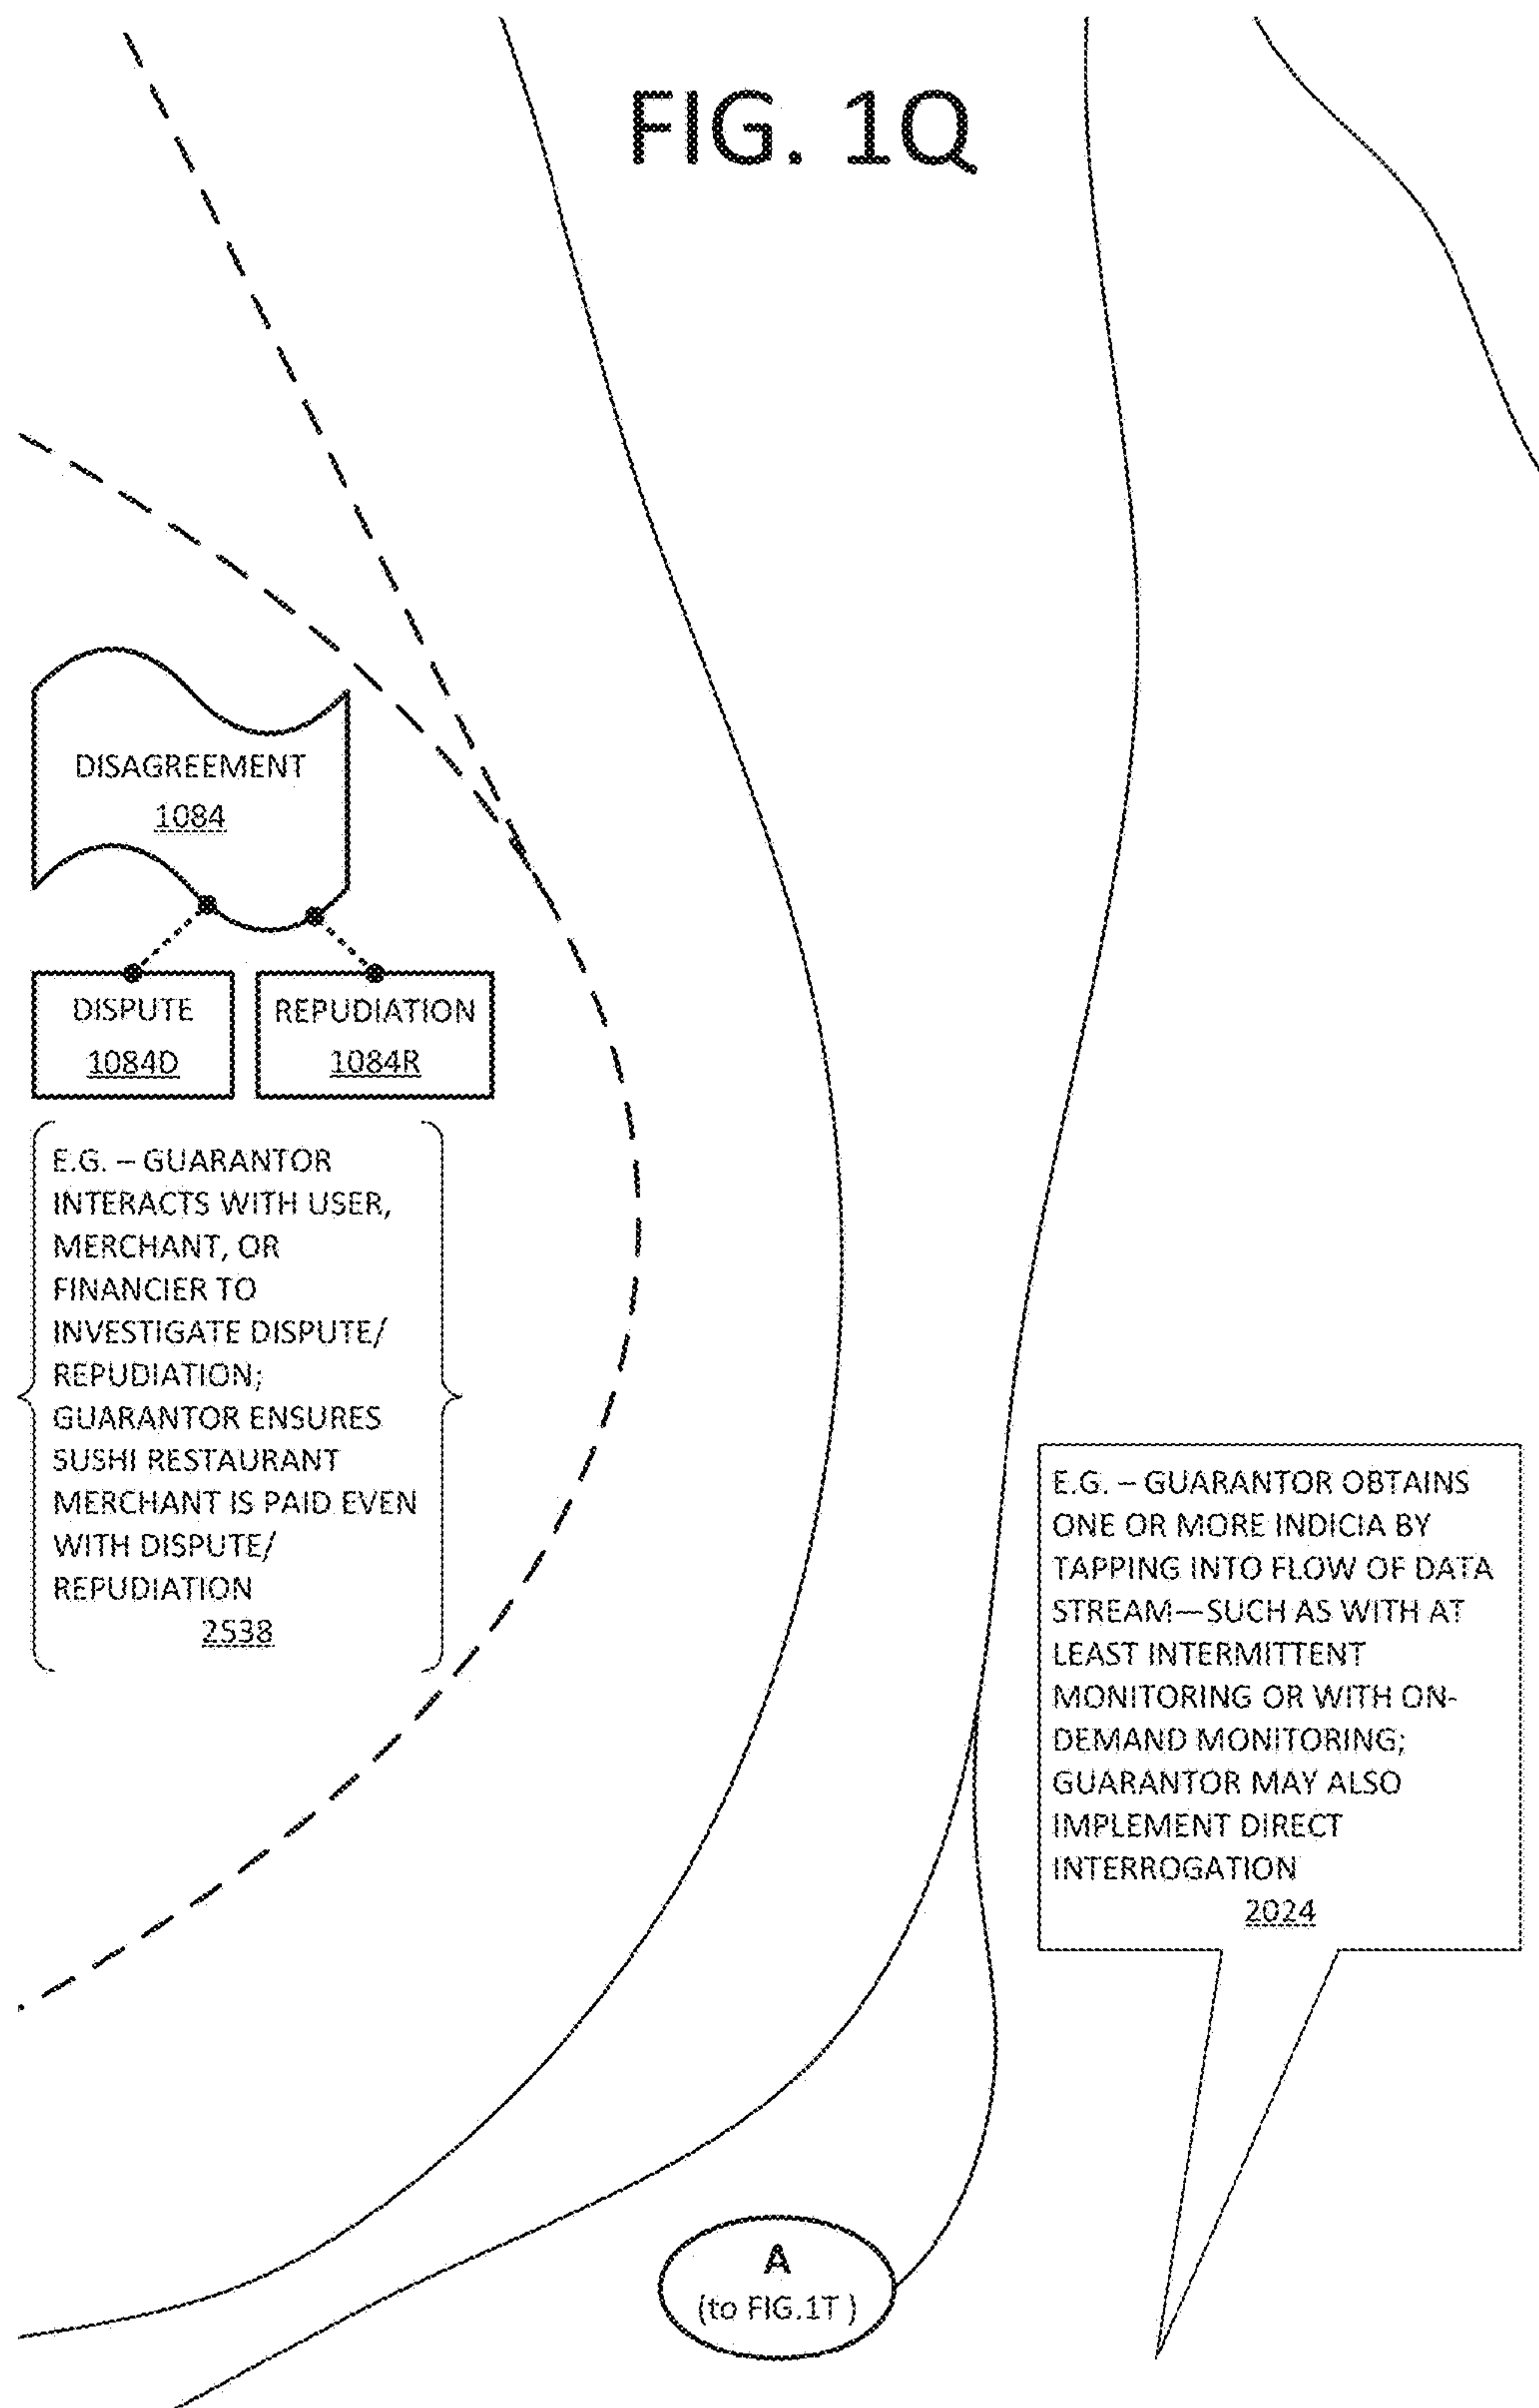 FIG. 1Q
DISAGREEMENT
1084
DISPUTE
1084D
REPUDIATION
1084R
E.G. – GUARANTOR
INTERACTS WITH USER,
MERCHANT, OR
FINANCIER TO
INVESTIGATE DISPUTE/
REPUDIATION;
GUARANTOR ENSURES
SUSHI RESTAURANT
MERCHANT IS PAID EVEN
WITH DISPUTE/
REPUDIATION
2538
E.G. – GUARANTOR OBTAINS
ONE OR MORE INDICIA BY
TAPPING INTO FLOW OF DATA
STREAM—SUCH AS WITH AT
LEAST INTERMITTENT
MONITORING OR WITH ON-
DEMAND MONITORING;
GUARANTOR MAY ALSO
IMPLEMENT DIRECT
INTERROGATION
2024
A
(to FIG.1T )